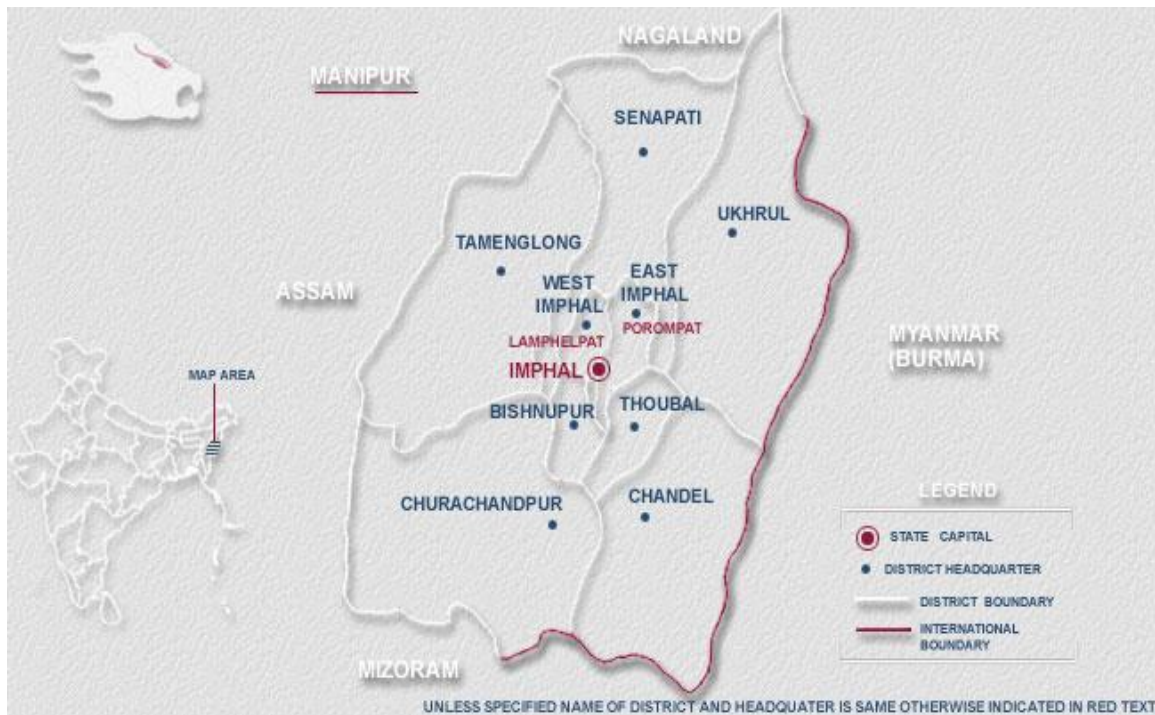 NAGALAND
MANIPUR
SENAPATI
UKHRUL
TAMENGLONG
WEST
IMPHAL
EAST
IMPHAL
ASSAM
LAMPHELPAT
POROMPAT
MYANMAR
(BURMA)
IMPHAL
MAP AREA
BISHNUPUR
THOUBAL
CHURACHANDPUR
CHANDEL
LEGEND
STATE CAPITAL
DISTRICT HEADQUARTER
DISTRICT BOUNDARY
INTERNATIONAL
BOUNDARY
MIZORAM
UNLESS SPECIFIED NAME OF DISTRICT AND HEADQUATER IS SAME OTHERWISE INDICATED IN RED TEXT